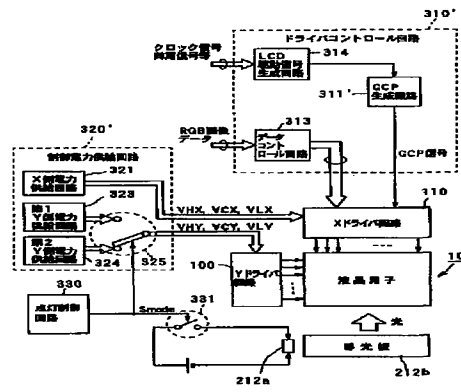 310'
ドライバコントロール回路
クロック信号
同期信号等
LCD
駆動信号
生成回路
314
GCP
生成回路
311'
RGB画像
データ
313
データ
コント
ロール回路
GCP信号
320'
制御電力供給回路
X側電力
供給回路
321
第1
Y側電力
供給回路
323
第2
Y側電力
供給回路
324
325
VHX, VCX, VLX
VHY, VCY, VLY
110
Xドライバ回路
100
Yドライバ
回路
液晶素子
10
330
点灯制御
回路
Smode
331
光
導光板
212a
212b